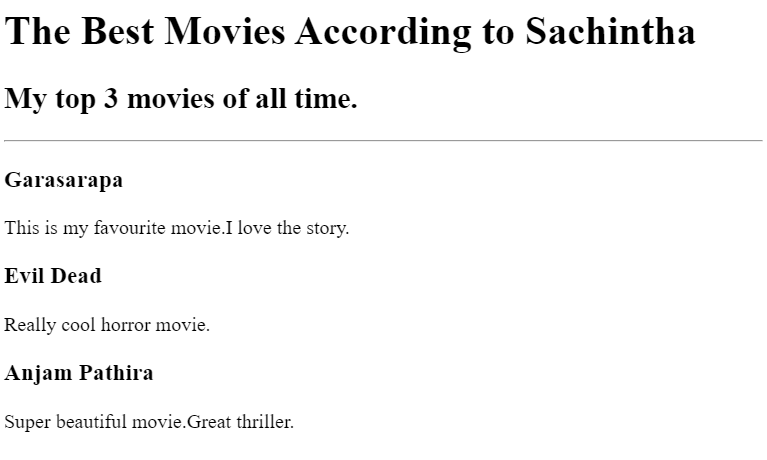 The Best Movies According to Sachintha
My top 3 movies of all time.
Garasarapa
This is my favourite movie.I love the story.
Evil Dead
Really cool horror movie.
Anjam Pathira
Super beautiful movie.Great thriller.